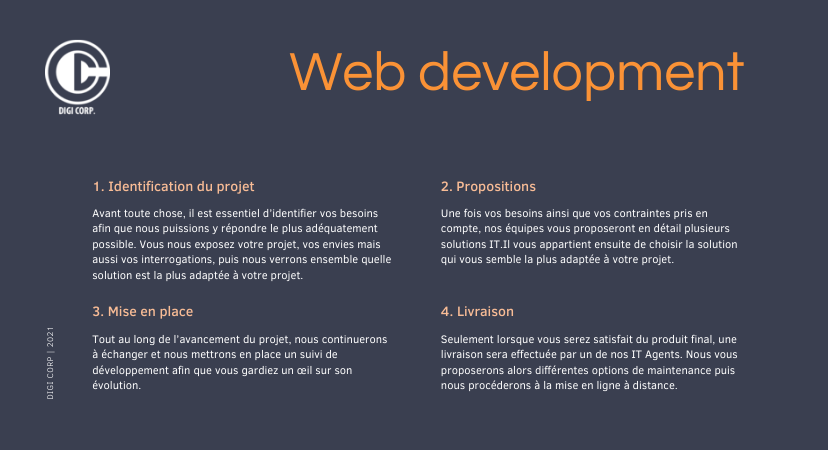 DIGI CORP.
Web development
1. Identification du projet
Avant toute chose, il est essentiel d'identifier vos besoins
afin que nous puissions y répondre le plus adéquatement
possible. Vous nous exposez votre projet, vos envies mais
aussi vos interrogations, puis nous verrons ensemble quelle
solution est la plus adaptée à votre projet.
2. Propositions
Une fois vos besoins ainsi que vos contraintes pris en
compte, nos équipes vous proposeront en détail plusieurs
solutions IT.Il vous appartient ensuite de choisir la solution
qui vous semble la plus adaptée à votre projet.
3. Mise en place
Tout au long de l'avancement du projet, nous continuerons
à échanger et nous mettrons en place un suivi de
développement afin que vous gardiez un œil sur son
évolution.
4. Livraison
Seulement lorsque vous serez satisfait du produit final, une
livraison sera effectuée par un de nos IT Agents. Nous vous
proposerons alors différentes options de maintenance puis
nous procéderons à la mise en ligne à distance.
DIGI CORP | 2021